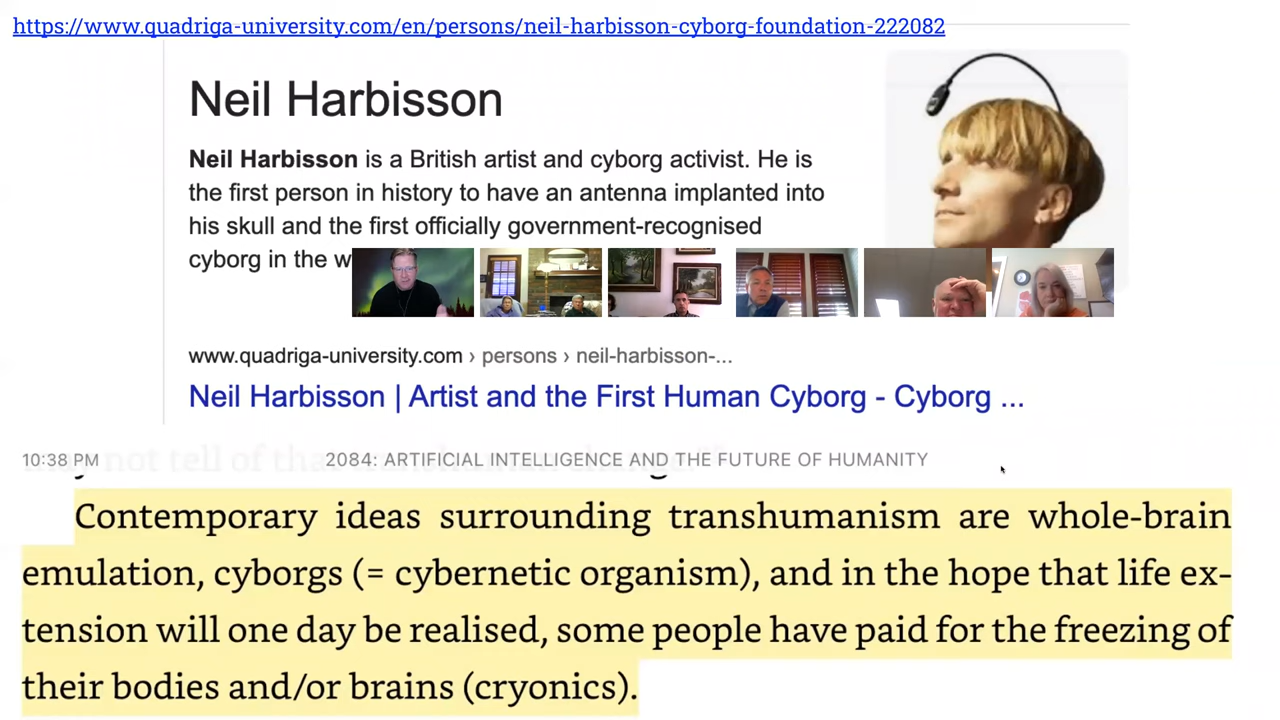 https://www.quadriga-university.com/en/persons/neil-harbisson-cyborg-foundation-222082
Neil Harbisson
Neil Harbisson is a British artist and cyborg activist. He is
the first person in history to have an antenna implanted into
his skull and the first officially government-recognised
cyborg in the w
www.quadriga-university.com › persons › neil-harbisson-...
Neil Harbisson | Artist and the First Human Cyborg - Cyborg ...
10:38 PM
2084: ARTIFICIAL INTELLIGENCE AND THE FUTURE OF HUMANITY
Contemporary ideas surrounding transhumanism are whole-brain
emulation, cyborgs (= cybernetic organism), and in the hope that life ex-
tension will one day be realised, some people have paid for the freezing of
their bodies and/or brains (cryonics).